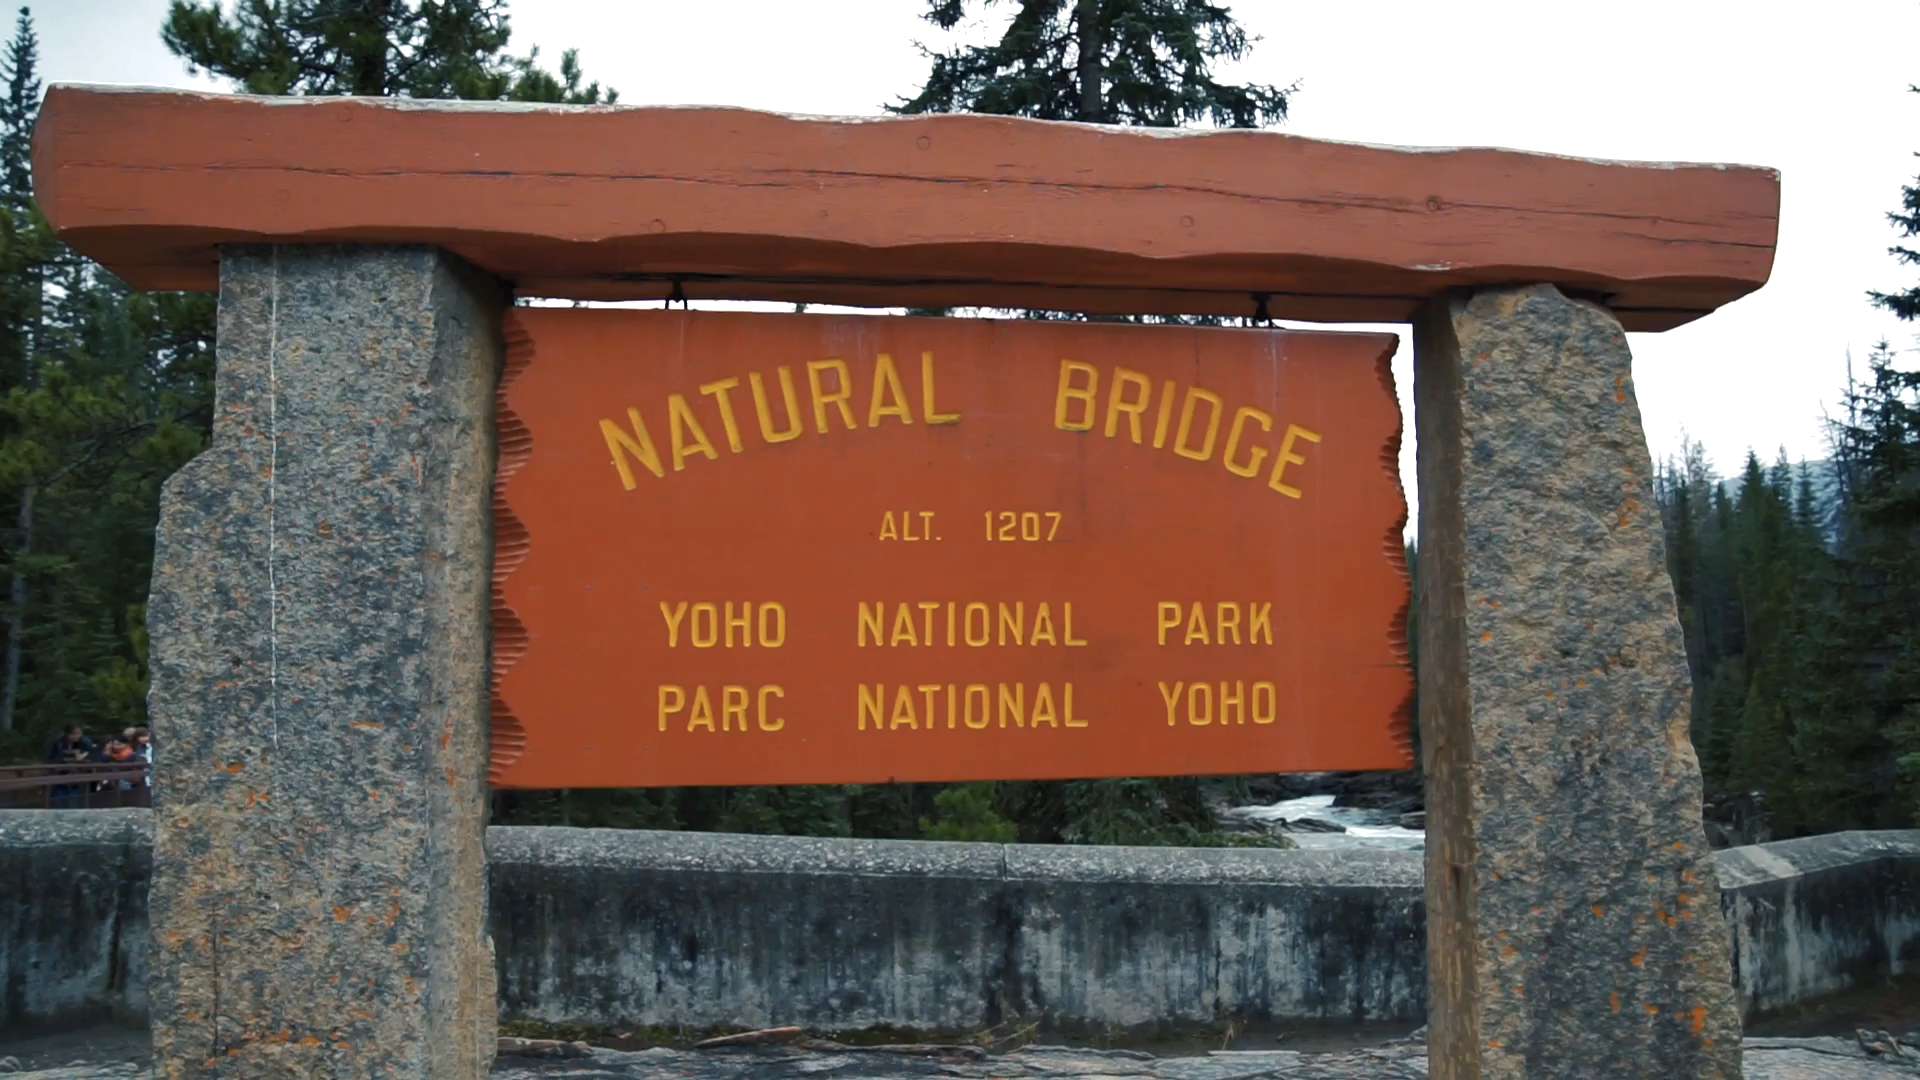 NATURAL BRIDGE
ALT. 1207
YOHO NATIONAL PARK
PARC NATIONAL YOHO